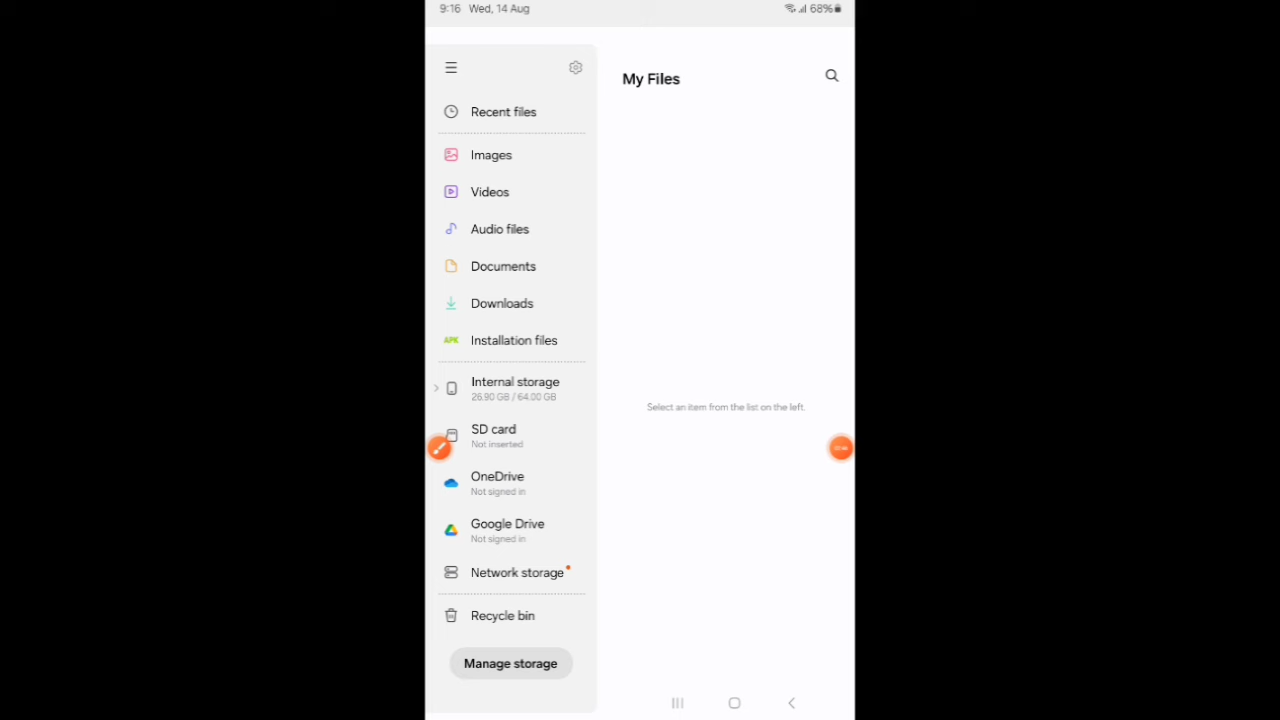 9:16 Wed, 14 Aug
68%
My Files
Recent files
Images
Videos
Audio files
Documents
Downloads
APK Installation files
Internal storage
26.90 GB / 64.00 GB
SD card
Not inserted
OneDrive
Not signed in
Google Drive
Not signed in
Network storage
Recycle bin
Manage storage
Select an item from the list on the left.